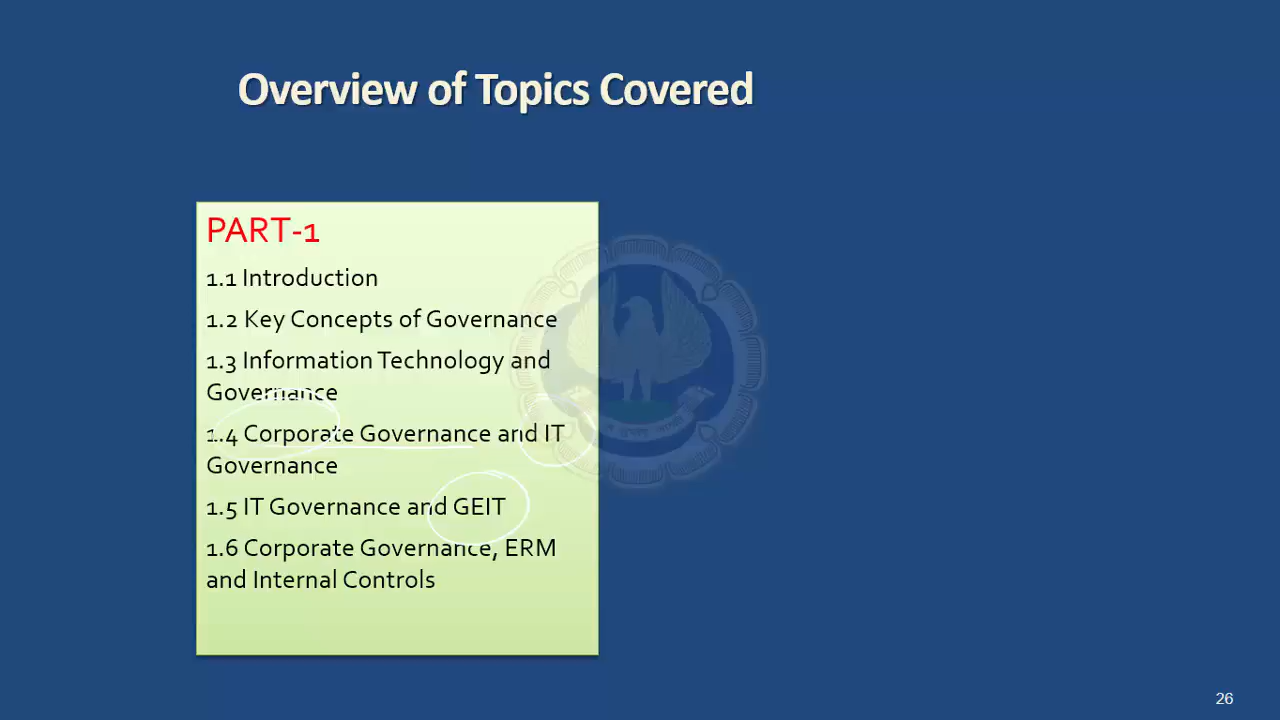 Overview of Topics Covered
PART-1
1.1 Introduction
1.2 Key Concepts of Governance
1.3 Information Technology and
Governance
1.4 Corporate Governance and IT
Governance
1.5 IT Governance and GEIT
1.6 Corporate Governance, ERM
and Internal Controls
26